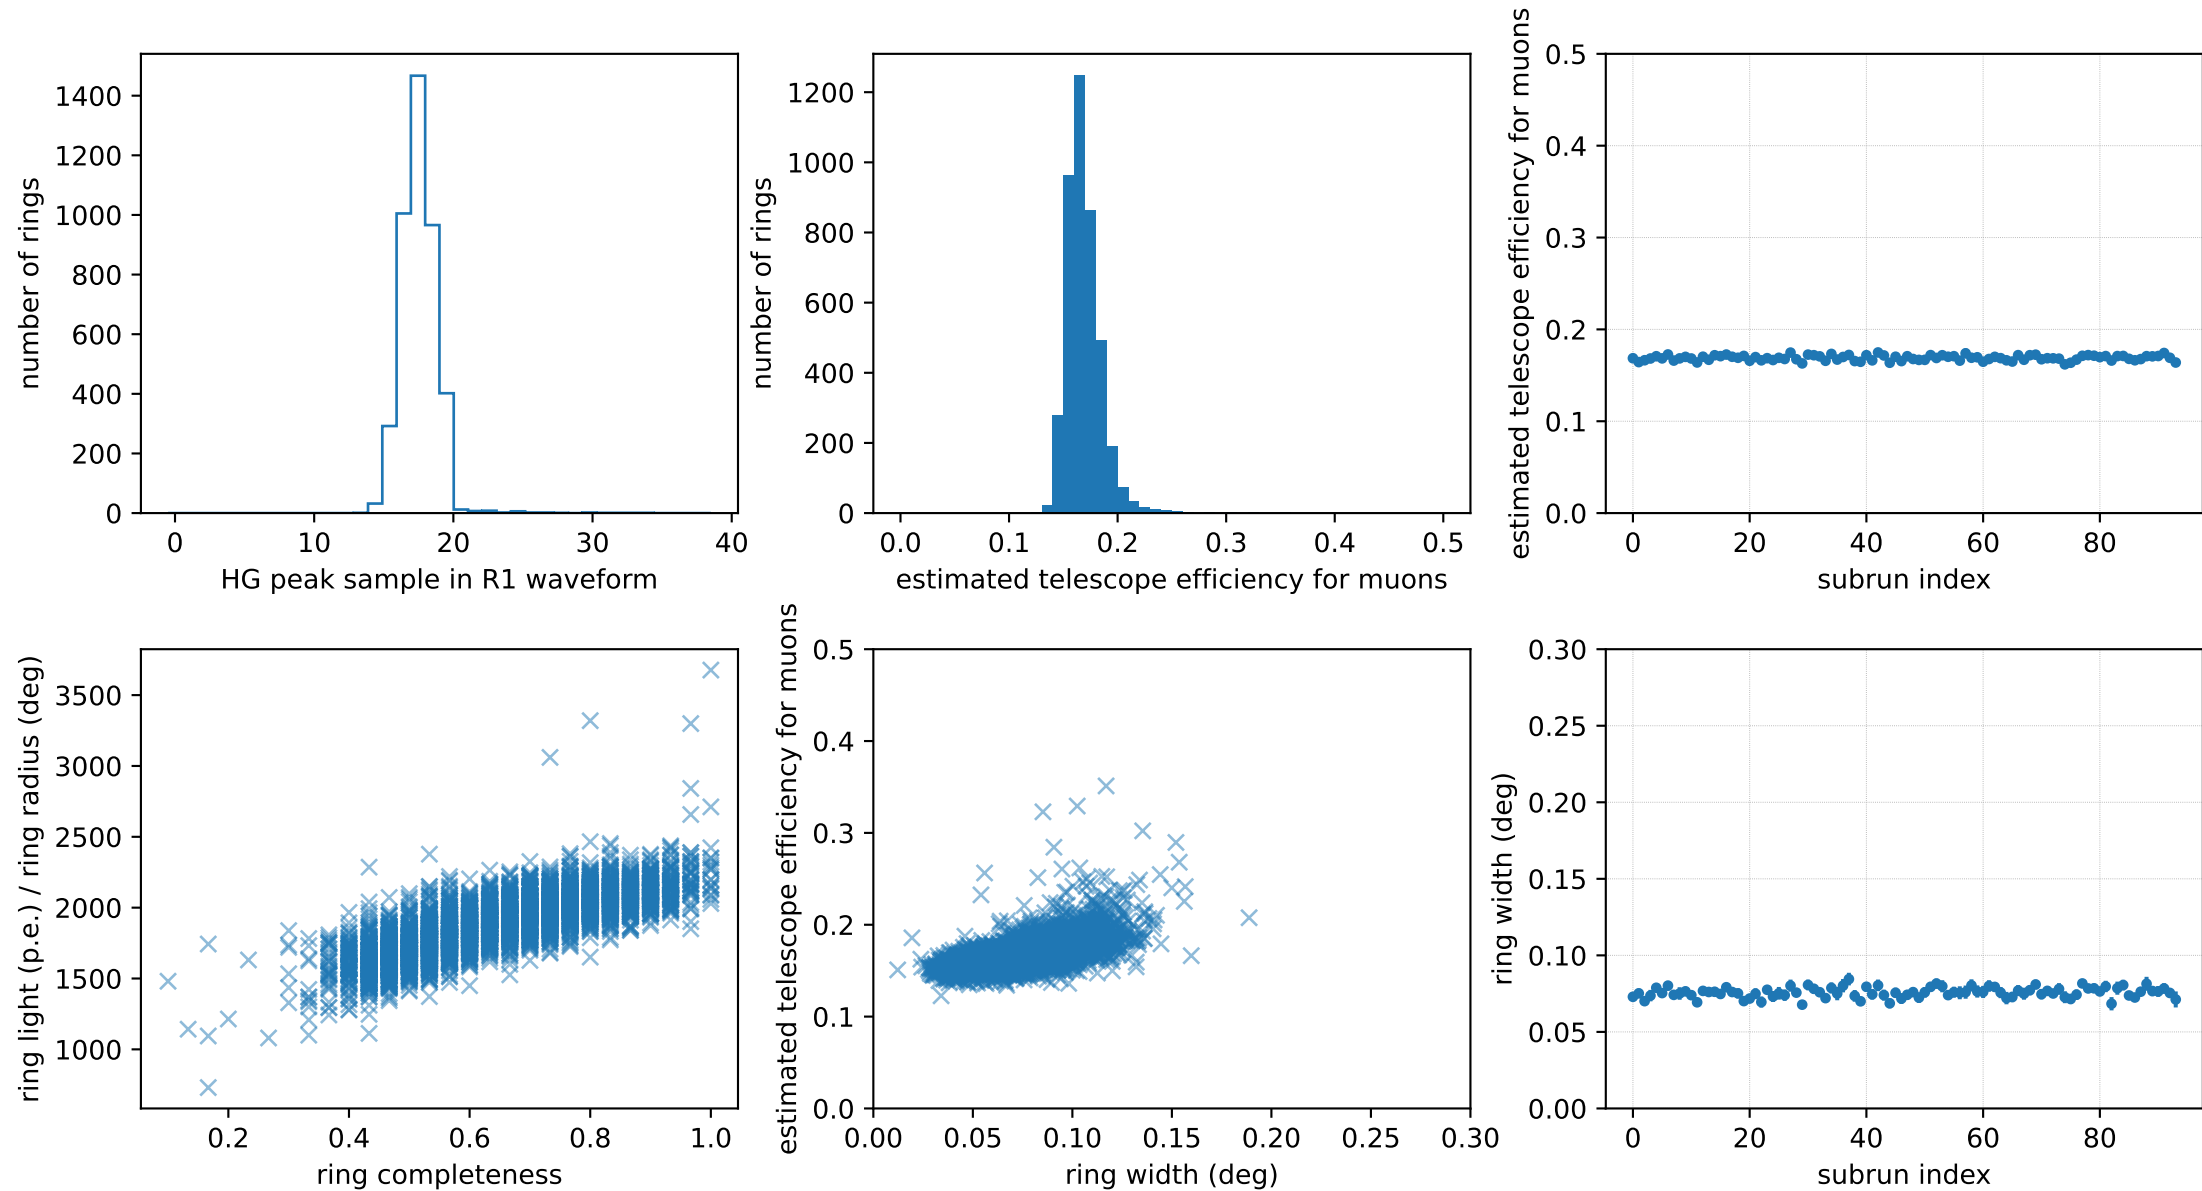 number of rings
1400
1200
1000
800
600
400
200
0
0 10 20 30 40
HG peak sample in R1 waveform
number of rings
1200
1000
800
600
400
200
0
0.0 0.1 0.2 0.3 0.4 0.5
estimated telescope efficiency for muons
estimated telescope efficiency for muons
0.5
0.4
0.3
0.2
0.1
0.0
0 20 40 60 80
subrun index
ring light (p.e.) / ring radius (deg)
3500
3000
2500
2000
1500
1000
0.2 0.4 0.6 0.8 1.0
ring completeness
estimated telescope efficiency for muons
0.5
0.4
0.3
0.2
0.1
0.0
0.00 0.05 0.10 0.15 0.20 0.25 0.30
ring width (deg)
ring width (deg)
0.30
0.25
0.20
0.15
0.10
0.05
0.00
0 20 40 60 80
subrun index